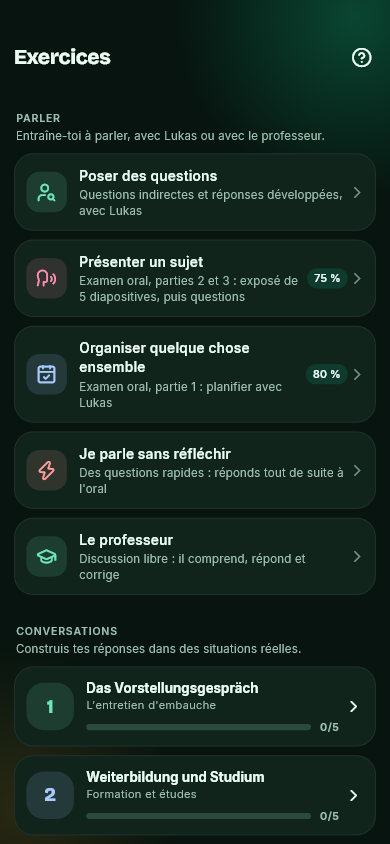 Exercices
PARLER
Entraîne-toi à parler, avec Lukas ou avec le professeur.
Poser des questions
Questions indirectes et réponses développées,
avec Lukas
Présenter un sujet
Examen oral, parties 2 et 3 : exposé de
5 diapositives, puis questions
75 %
Organiser quelque chose
ensemble
Examen oral, partie 1 : planifier avec
Lukas
80 %
Je parle sans réfléchir
Des questions rapides : réponds tout de suite à
l'oral
Le professeur
Discussion libre : il comprend, répond et
corrige
CONVERSATIONS
Construis tes réponses dans des situations réelles.
1
Das Vorstellungsgespräch
L'entretien d'embauche
0/5
2
Weiterbildung und Studium
Formation et études
0/5